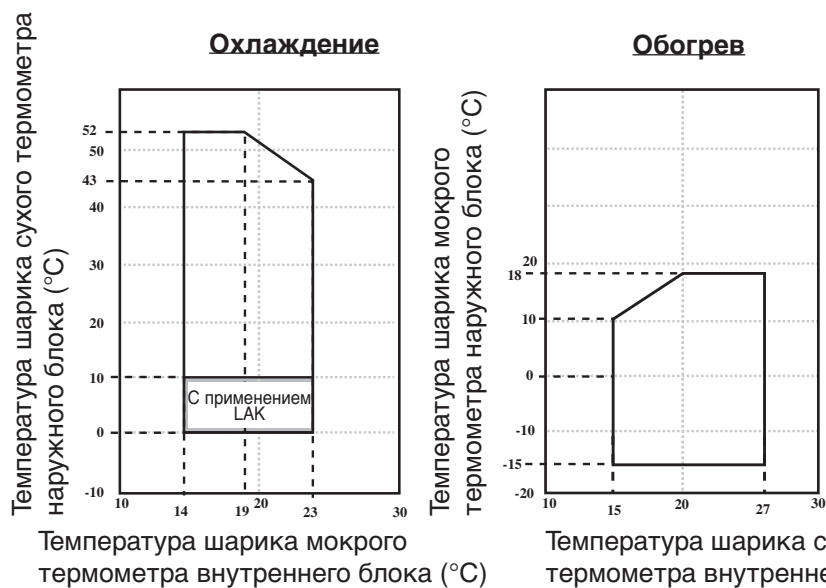 Охлаждение
Температура шарика сухого термометра
наружного блока (°C)
52
50
43
40
30
20
10
0
-10
С применением
LAK
10
14
19
20
23
30
Температура шарика мокрого
термометра внутреннего блока (°C)
Обогрев
Температура шарика мокрого
термометра наружного блока (°C)
20
18
10
0
-10
-15
-20
10
15
20
27
30
Температура шарика с
термометра внутренне